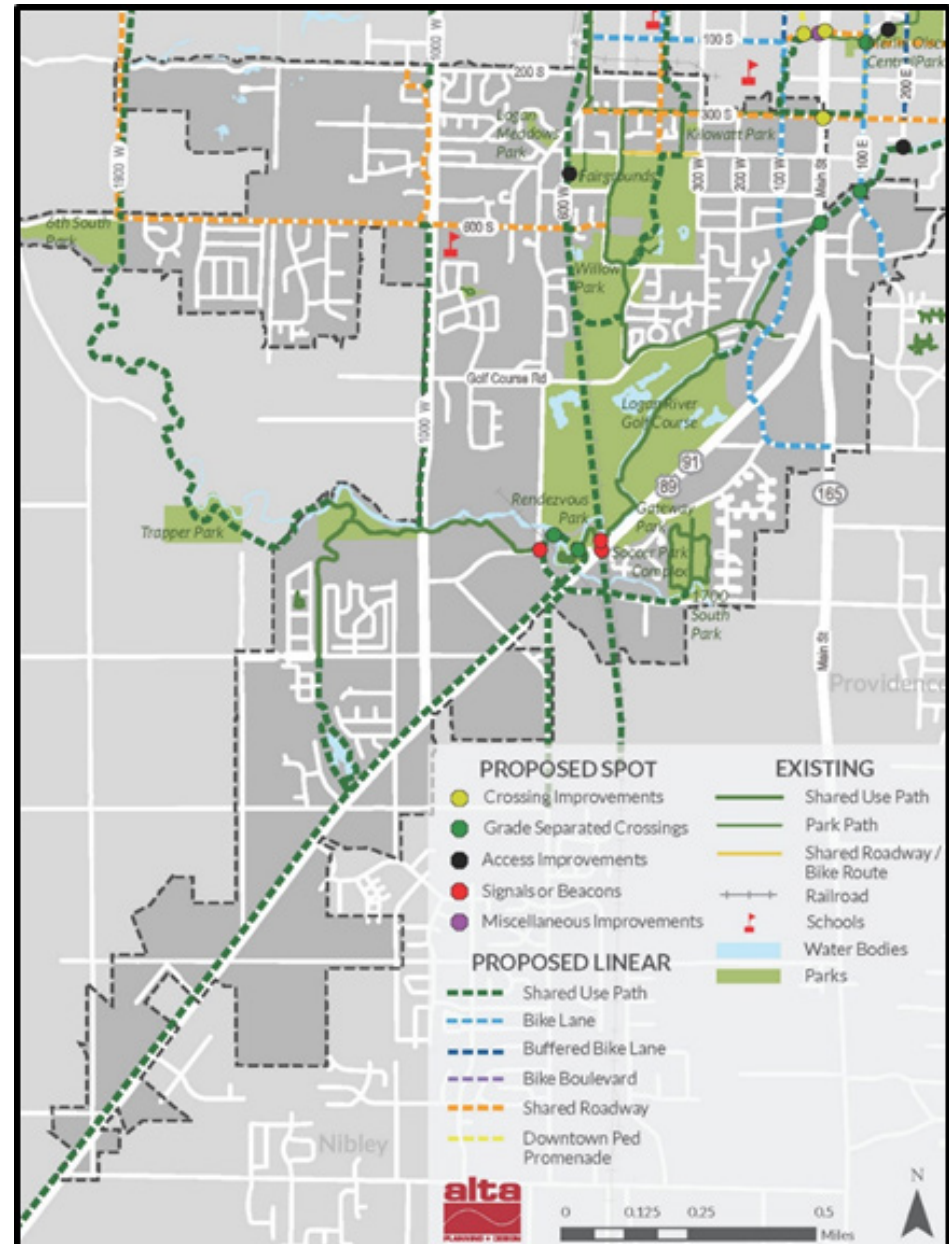 100 S
Central Park
1000 W
200 S
200 E
Logan
Meadows
Park
300 S
Kilowatt Park
1900 W
Fairgrounds
600 W
300 W
200 W
100 W
Main St
100 E
6th South
Park
600 S
Willow
Park
Golf Course Rd
Logan River
Golf Course
1000 W
91
89
165
Rendezvous
Park
Gateway
Park
Trapper Park
Soccer Park
Complex
1700
South
Park
Main St
Providence
PROPOSED SPOT
Crossing Improvements
Grade Separated Crossings
Access Improvements
Signals or Beacons
Miscellaneous Improvements
PROPOSED LINEAR
Shared Use Path
Bike Lane
Buffered Bike Lane
Bike Boulevard
Shared Roadway
Downtown Ped
Promenade
EXISTING
Shared Use Path
Park Path
Shared Roadway /
Bike Route
Railroad
Schools
Water Bodies
Parks
Nibley
alta
PLANNING + DESIGN
0 0.125 0.25 0.5
Miles
N